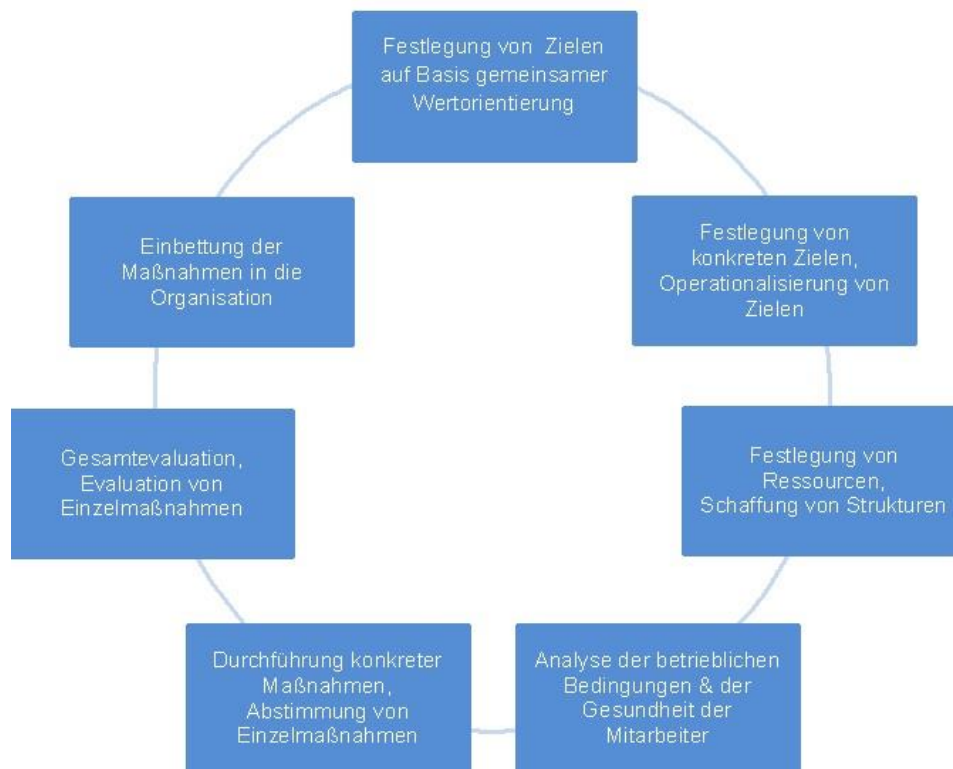 Festlegung von Zielen
auf Basis gemeinsamer
Wertorientierung
Festlegung von
konkreten Zielen,
Operationalisierung von
Zielen
Festlegung von
Ressourcen,
Schaffung von Strukturen
Analyse der betrieblichen
Bedingungen & der
Gesundheit der
Mitarbeiter
Durchführung konkreter
Maßnahmen,
Abstimmung von
Einzelmaßnahmen
Gesamtevaluation,
Evaluation von
Einzelmaßnahmen
Einbettung der
Maßnahmen in die
Organisation